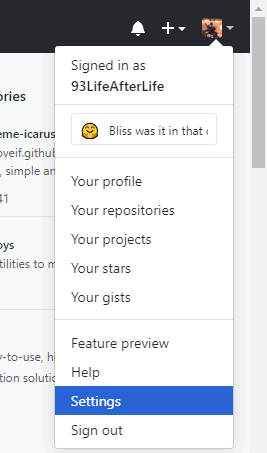 Signed in as
93LifeAfterLife
Bliss was it in that
Your profile
Your repositories
Your projects
Your stars
Your gists
Feature preview
Help
Settings
Sign out
ories
eme-icarus
oveif.github
, simple an
41
oys
tilities to m
y-to-use, hi
tion solutio